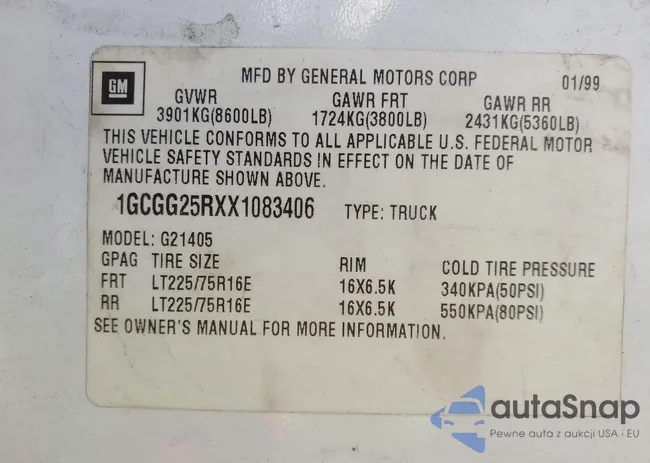 GM
MFD BY GENERAL MOTORS CORP 01/99
GVWR GAWR FRT GAWR RR
3901KG(8600LB) 1724KG(3800LB) 2431KG(5360LB)
THIS VEHICLE CONFORMS TO ALL APPLICABLE U.S. FEDERAL MOTOR
VEHICLE SAFETY STANDARDS IN EFFECT ON THE DATE OF
MANUFACTURE SHOWN ABOVE.
1GCGG25RXX1083406 TYPE: TRUCK
MODEL: G21405
GPAG TIRE SIZE RIM COLD TIRE PRESSURE
FRT LT225/75R16E 16X6.5K 340KPA(50PSI)
RR LT225/75R16E 16X6.5K 550KPA(80PSI)
SEE OWNER'S MANUAL FOR MORE INFORMATION.
autaSnap
Pewne auta z aukcji USA i EU